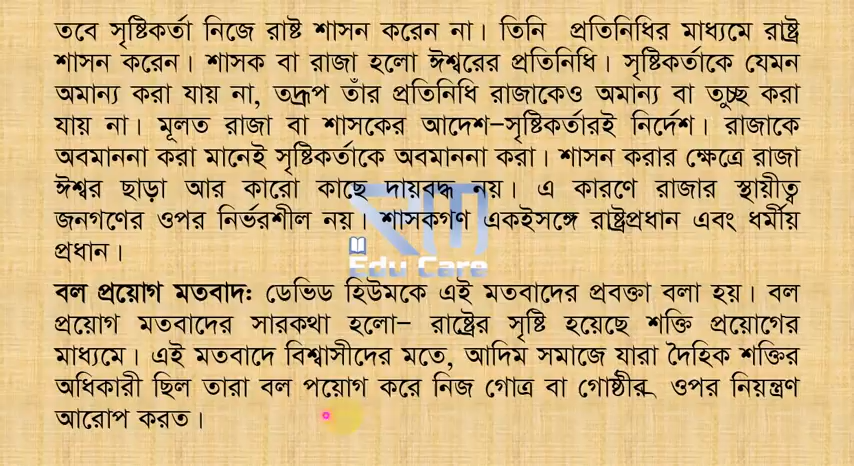 তবে সৃষ্টিকর্তা নিজে রাষ্ট শাসন করেন না। তিনি প্রতিনিধির মাধ্যমে রাষ্ট্র
শাসন করেন। শাসক বা রাজা হলো ঈশ্বরের প্রতিনিধি। সৃষ্টিকর্তাকে যেমন
অমান্য করা যায় না, তদ্রূপ তাঁর প্রতিনিধি রাজাকেও অমান্য বা তুচ্ছ করা
যায় না। মূলত রাজা বা শাসকের আদেশ–সৃষ্টিকর্তারই নির্দেশ। রাজাকে
অবমাননা করা মানেই সৃষ্টিকর্তাকে অবমাননা করা। শাসন করার ক্ষেত্রে রাজা
ঈশ্বর ছাড়া আর কারো কাছে দায়বদ্ধ নয়। এ কারণে রাজার স্থায়ীত্ব
জনগণের ওপর নির্ভরশীল নয়। শাসকগণ একইসঙ্গে রাষ্ট্রপ্রধান এবং ধর্মীয়
প্রধান।
RM
Edu Care
বল প্রয়োগ মতবাদ: ডেভিড হিউমকে এই মতবাদের প্রবক্তা বলা হয়। বল
প্রয়োগ মতবাদের সারকথা হলো– রাষ্ট্রের সৃষ্টি হয়েছে শক্তি প্রয়োগের
মাধ্যমে। এই মতবাদে বিশ্বাসীদের মতে, আদিম সমাজে যারা দৈহিক শক্তির
অধিকারী ছিল তারা বল পয়োগ করে নিজ গোত্র বা গোষ্ঠীর ওপর নিয়ন্ত্রণ
আরোপ করত।